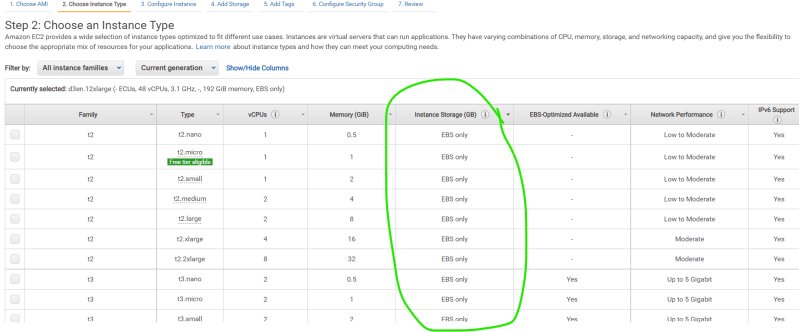 1. Choose AMI 2. Choose Instance Type 3. Configure Instance 4. Add Storage 5. Add Tags 6. Configure Security Group 7. Review
Step 2: Choose an Instance Type
Amazon EC2 provides a wide selection of instance types optimized to fit different use cases. Instances are virtual servers that can run applications. They have varying combinations of CPU, memory, storage, and networking capacity, and give you the flexibility to
choose the appropriate mix of resources for your applications. Learn more about instance types and how they can meet your computing needs.
Filter by: All instance families Current generation Show/Hide Columns
Currently selected: d3en.12xlarge (- ECUs, 48 vCPUs, 3.1 GHz, -, 192 GiB memory, EBS only)
Family Type vCPUs Memory (GiB) Instance Storage (GB) EBS-Optimized Available Network Performance IPv6 Support
t2 t2.nano 1 0.5 EBS only - Low to Moderate Yes
t2 t2.micro 1 1 EBS only - Low to Moderate Yes
Free tier eligible
t2 t2.small 1 2 EBS only - Low to Moderate Yes
t2 t2.medium 2 4 EBS only - Low to Moderate Yes
t2 t2.large 2 8 EBS only - Low to Moderate Yes
t2 t2.xlarge 4 16 EBS only - Moderate Yes
t2 t2.2xlarge 8 32 EBS only - Moderate Yes
t3 t3.nano 2 0.5 EBS only Yes Up to 5 Gigabit Yes
t3 t3.micro 2 1 EBS only Yes Up to 5 Gigabit Yes
t3 t3.small 2 2 EBS only Yes Up to 5 Gigabit Yes